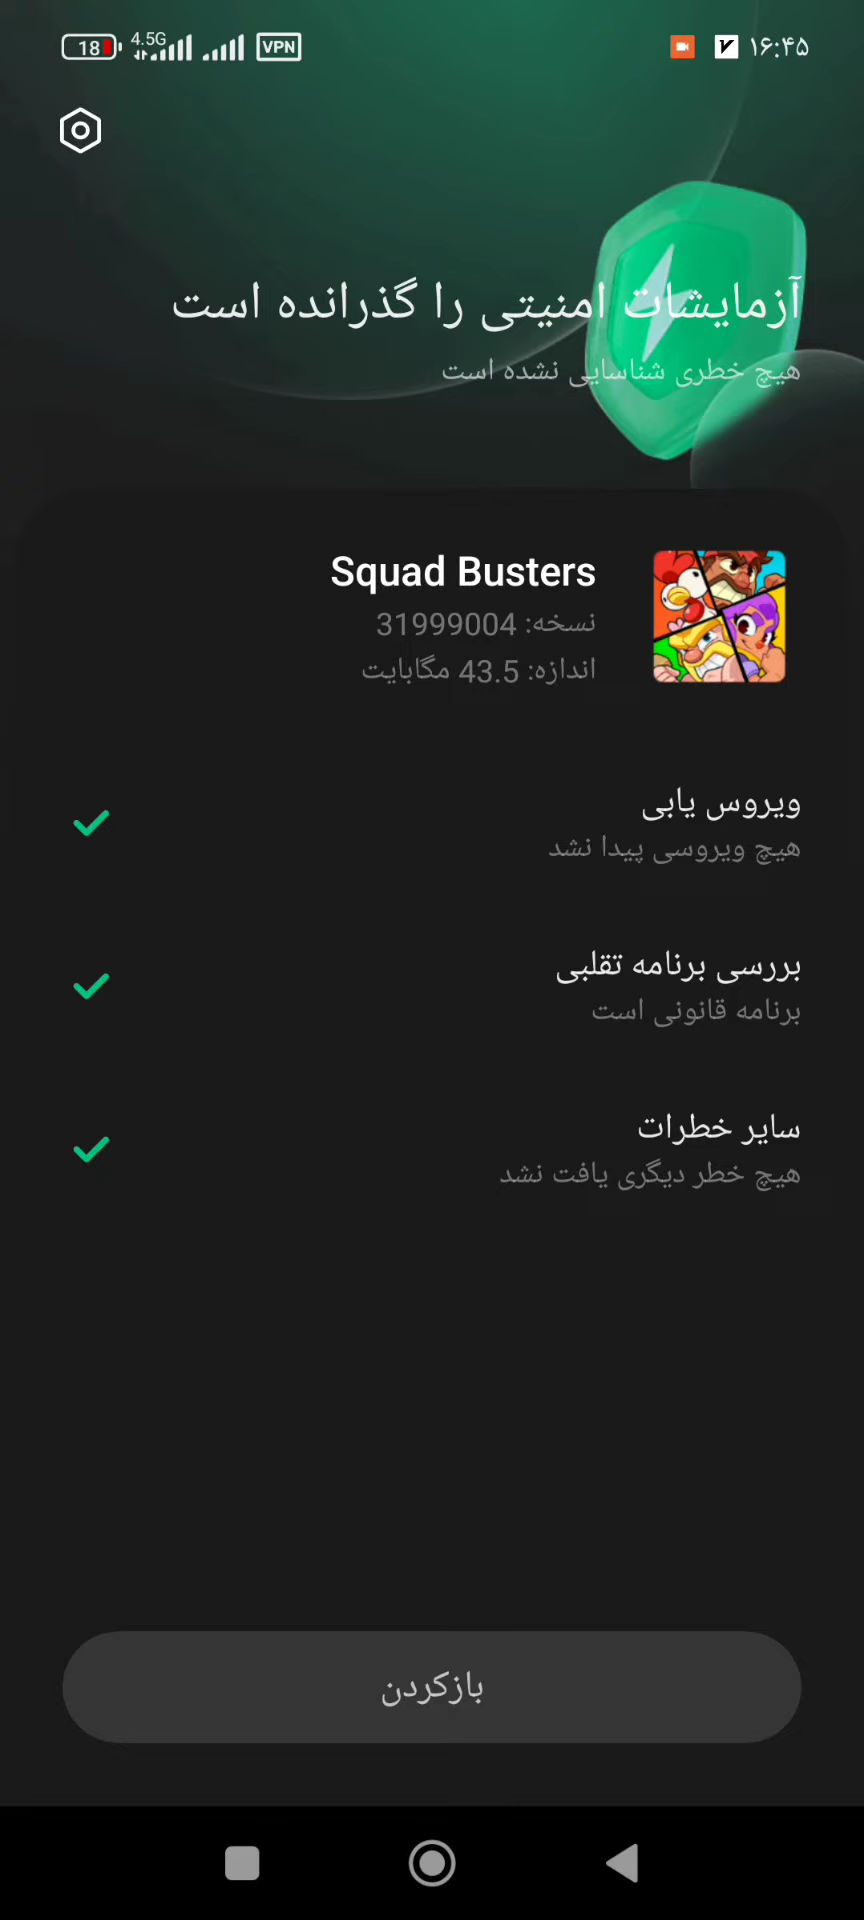 18 4.5G VPN ۱۶:۴۵
آزمایشات امنیتی را گذرانده است
هیچ خطری شناسایی نشده است
Squad Busters
نسخه: 31999004
اندازه: 43.5 مگابایت
ویروس یابی
هیچ ویروسی پیدا نشد
بررسی برنامه تقلبی
برنامه قانونی است
سایر خطرات
هیچ خطر دیگری یافت نشد
بازکردن